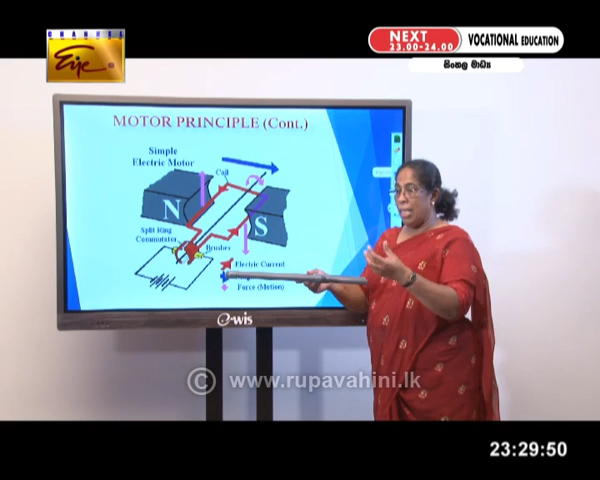 CHANNEL
Eye
NEXT
23.00-24.00
VOCATIONAL EDUCATION
සිංහල මාධ්‍ය
MOTOR PRINCIPLE (Cont.)
Simple
Electric Motor
Coil
N
S
Split Ring
Commutator
Brushes
Electric Current
Force (Motion)
e-wis
© www.rupavahini.lk
23:29:50